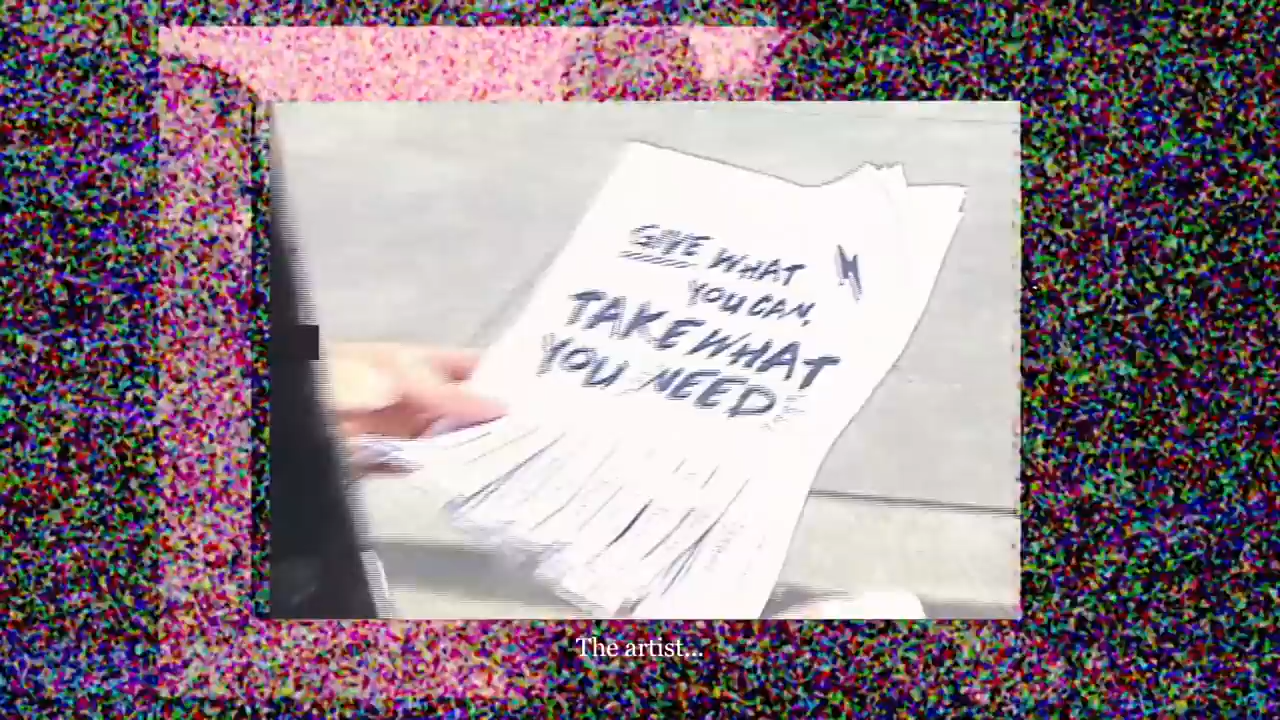 GIVE WHAT
YOU CAN,
TAKE WHAT
YOU NEED
The artist...